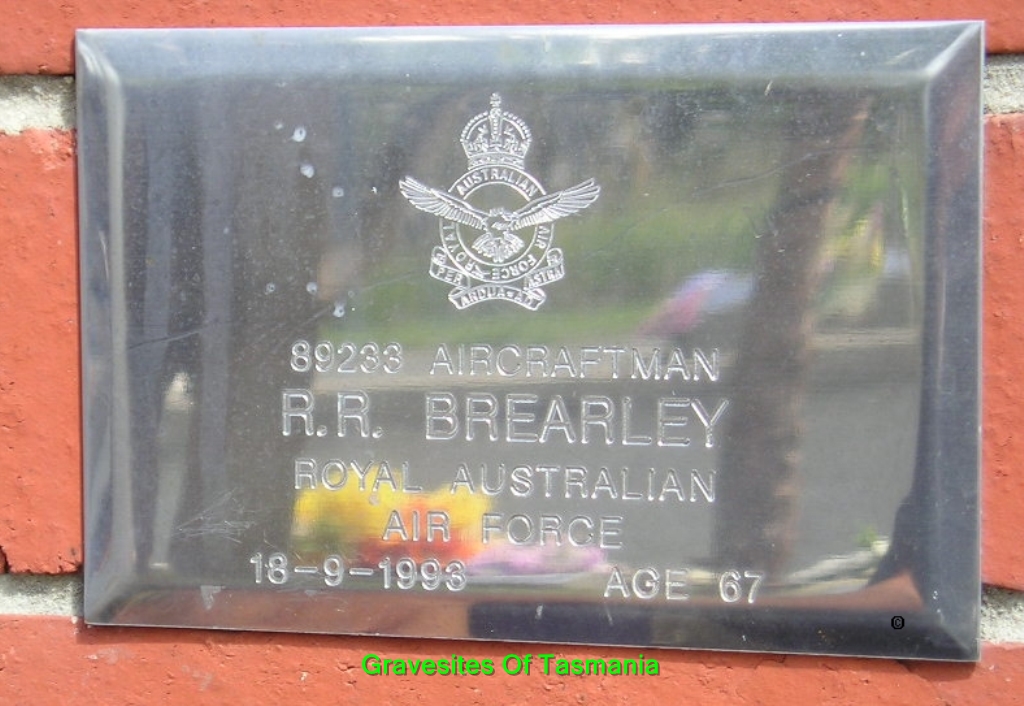 AUSTRALIAN
ROYAL AIR FORCE
PER ARDUA AD ASTRA
89233 AIRCRAFTMAN
R.R. BREARLEY
ROYAL AUSTRALIAN
AIR FORCE
18-9-1993 AGE 67
©
Gravesites Of Tasmania